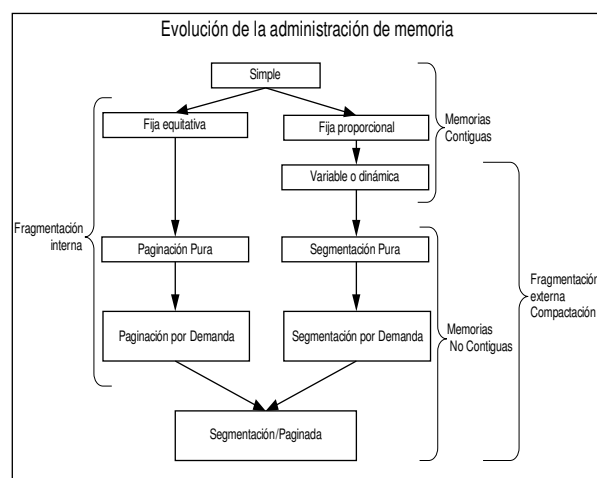 Evolución de la administración de memoria
Simple
Fija equitativa
Fija proporcional
Memorias
Contiguas
Variable o dinámica
Fragmentación
interna
Paginación Pura
Segmentación Pura
Fragmentación
externa
Compactación
Paginación por Demanda
Segmentación por Demanda
Memorias
No Contiguas
Segmentación/Paginada